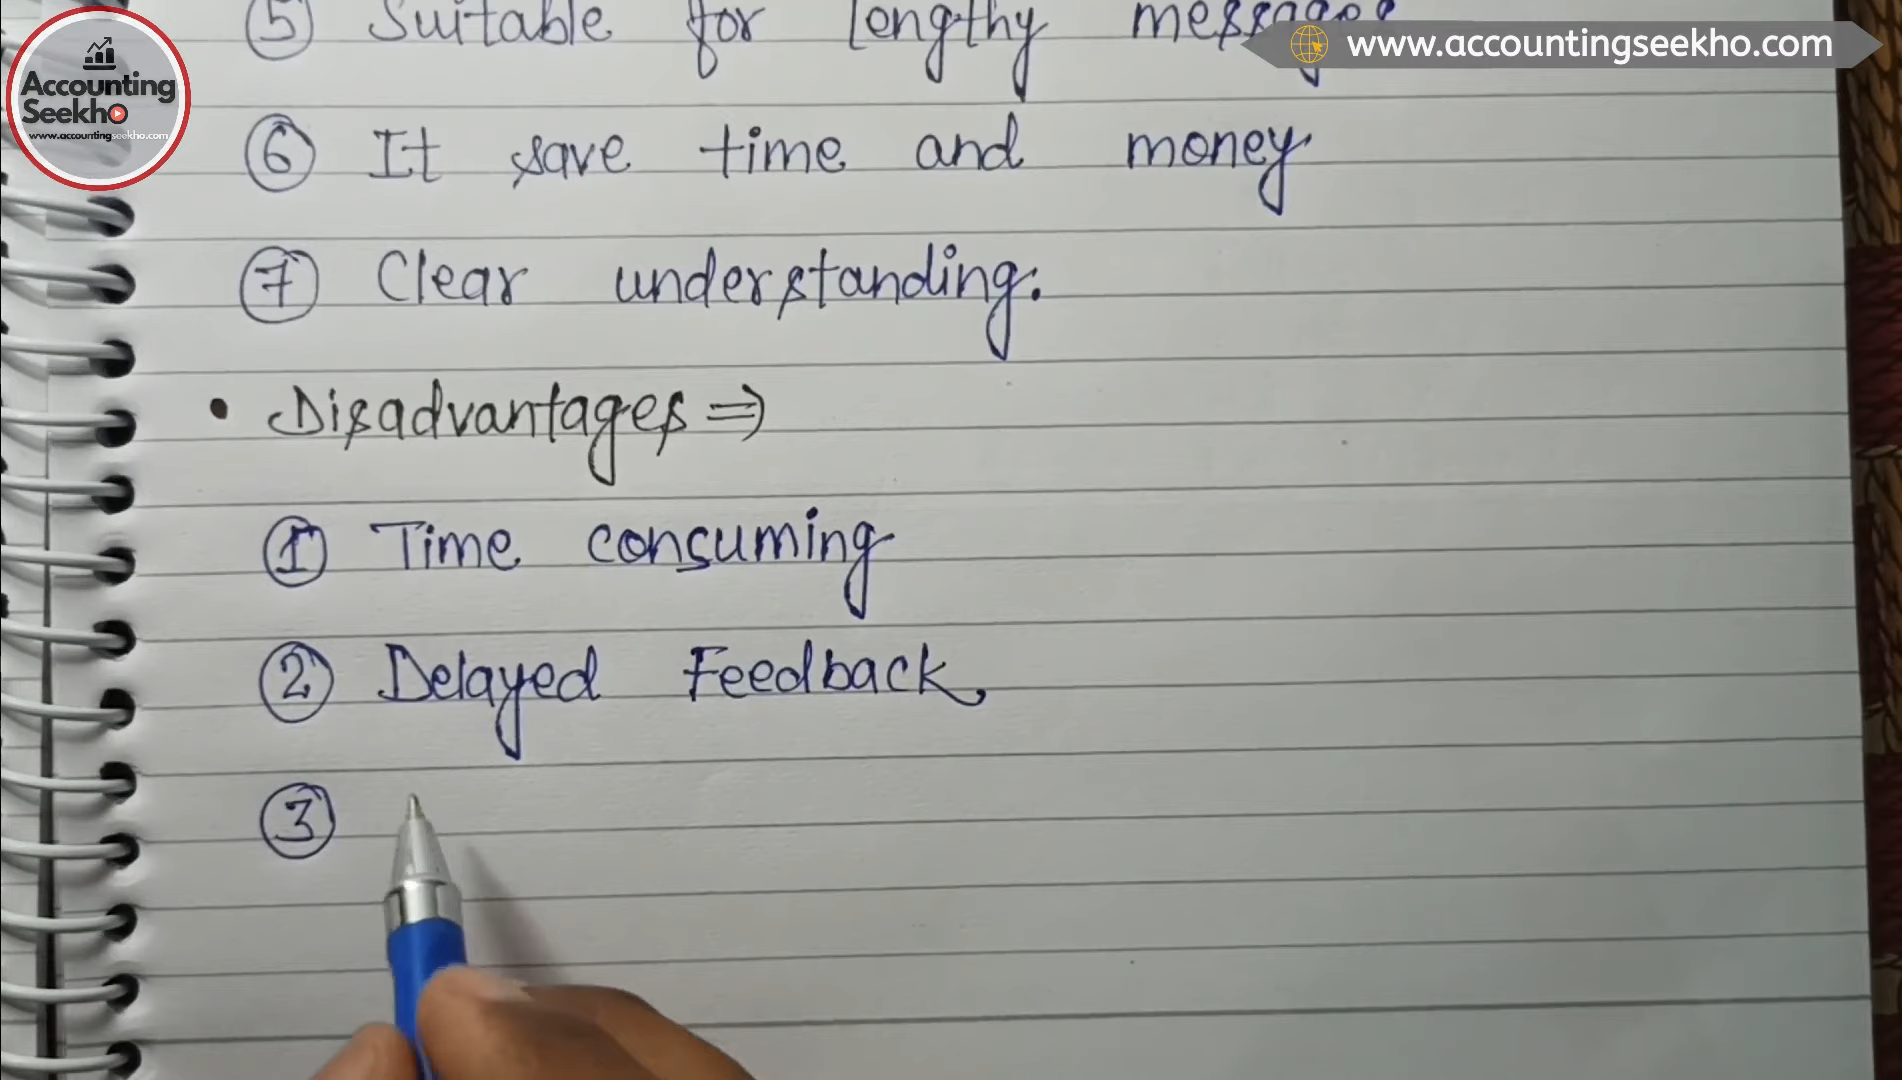 ⑤ Suitable for lengthy messages
www.accountingseekho.com
Accounting
Seekho
www.accountingseekho.com
⑥ It save time and money
⑦ Clear understanding.
• Disadvantages ⇒
① Time consuming
② Delayed Feedback
③